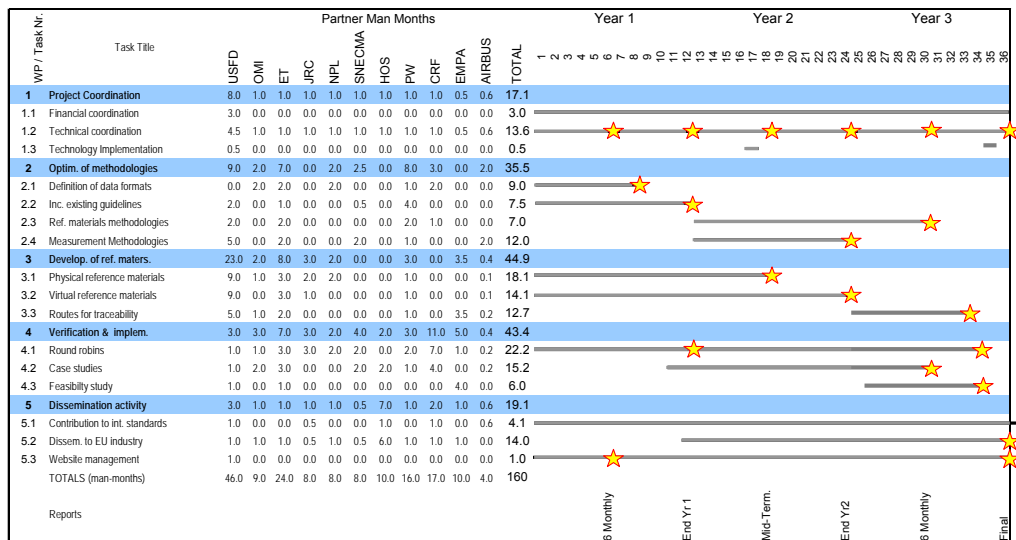 Partner Man Months Year 1 Year 2 Year 3
WP / Task Nr. Task Title USFD OMI ET JRC NPL SNECMA HOS PW CRF EMPA AIRBUS TOTAL 1 2 3 4 5 6 7 8 9 10 11 12 13 14 15 16 17 18 19 20 21 22 23 24 25 26 27 28 29 30 31 32 33 34 35 36
1 Project Coordination 8.0 1.0 1.0 1.0 1.0 1.0 1.0 1.0 1.0 0.5 0.6 17.1
1.1 Financial coordination 3.0 0.0 0.0 0.0 0.0 0.0 0.0 0.0 0.0 0.0 0.0 3.0
1.2 Technical coordination 4.5 1.0 1.0 1.0 1.0 1.0 1.0 1.0 1.0 0.5 0.6 13.6
1.3 Technology Implementation 0.5 0.0 0.0 0.0 0.0 0.0 0.0 0.0 0.0 0.0 0.0 0.5
2 Optim. of methodologies 9.0 2.0 7.0 0.0 2.0 2.5 0.0 8.0 3.0 0.0 2.0 35.5
2.1 Definition of data formats 0.0 2.0 2.0 0.0 2.0 0.0 0.0 1.0 2.0 0.0 0.0 9.0
2.2 Inc. existing guidelines 2.0 0.0 1.0 0.0 0.0 0.5 0.0 4.0 0.0 0.0 0.0 7.5
2.3 Ref. materials methodologies 2.0 0.0 2.0 0.0 0.0 0.0 0.0 2.0 1.0 0.0 0.0 7.0
2.4 Measurement Methodologies 5.0 0.0 2.0 0.0 0.0 2.0 0.0 1.0 0.0 0.0 2.0 12.0
3 Develop. of ref. maters. 23.0 2.0 8.0 3.0 2.0 0.0 0.0 3.0 0.0 3.5 0.4 44.9
3.1 Physical reference materials 9.0 1.0 3.0 2.0 2.0 0.0 0.0 1.0 0.0 0.0 0.1 18.1
3.2 Virtual reference materials 9.0 0.0 3.0 1.0 0.0 0.0 0.0 1.0 0.0 0.0 0.1 14.1
3.3 Routes for traceability 5.0 1.0 2.0 0.0 0.0 0.0 0.0 1.0 0.0 3.5 0.2 12.7
4 Verification & implem. 3.0 3.0 7.0 3.0 2.0 4.0 2.0 3.0 11.0 5.0 0.4 43.4
4.1 Round robins 1.0 1.0 3.0 3.0 2.0 2.0 0.0 2.0 7.0 1.0 0.2 22.2
4.2 Case studies 1.0 2.0 3.0 0.0 0.0 2.0 2.0 1.0 4.0 0.0 0.2 15.2
4.3 Feasibilty study 1.0 0.0 1.0 0.0 0.0 0.0 0.0 0.0 0.0 4.0 0.0 6.0
5 Dissemination activity 3.0 1.0 1.0 1.0 1.0 0.5 7.0 1.0 2.0 1.0 0.6 19.1
5.1 Contribution to int. standards 1.0 0.0 0.0 0.5 0.0 0.0 1.0 0.0 1.0 0.0 0.6 4.1
5.2 Dissem. to EU industry 1.0 1.0 1.0 0.5 1.0 0.5 6.0 1.0 1.0 1.0 0.0 14.0
5.3 Website management 1.0 0.0 0.0 0.0 0.0 0.0 0.0 0.0 0.0 0.0 0.0 1.0
TOTALS (man-months) 46.0 9.0 24.0 8.0 8.0 8.0 10.0 16.0 17.0 10.0 4.0 160
Reports 6 Monthly End Yr 1 Mid-Term. End Yr2 6 Monthly Final